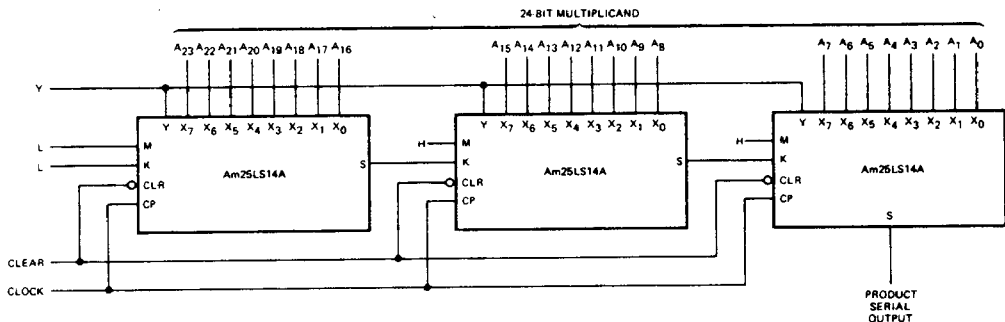 24-BIT MULTIPLICAND
A23 A22 A21 A20 A19 A18 A17 A16
A15 A14 A13 A12 A11 A10 A9 A8
A7 A6 A5 A4 A3 A2 A1 A0
Y
Y X7 X6 X5 X4 X3 X2 X1 X0
Y X7 X6 X5 X4 X3 X2 X1 X0
Y X7 X6 X5 X4 X3 X2 X1 X0
L M
L K
CLR
CP
Am25LS14A
S
H M
K
CLR
CP
Am25LS14A
S
H M
K
CLR
CP
Am25LS14A
S
CLEAR
CLOCK
PRODUCT
SERIAL
OUTPUT